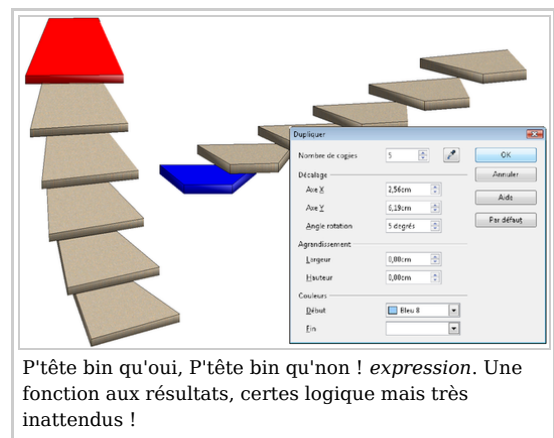 Dupliquer
Nombre de copies 5
OK
Décalage
Annuler
Axe X 2,56cm
Aide
Axe Y 6,19cm
Par défaut
Angle rotation 5 degrés
Agrandissement
Largeur 0,00cm
Hauteur 0,00cm
Couleurs
Début Bleu 8
Fin
P'tête bin qu'oui, P'tête bin qu'non ! expression. Une
fonction aux résultats, certes logique mais très
inattendus !